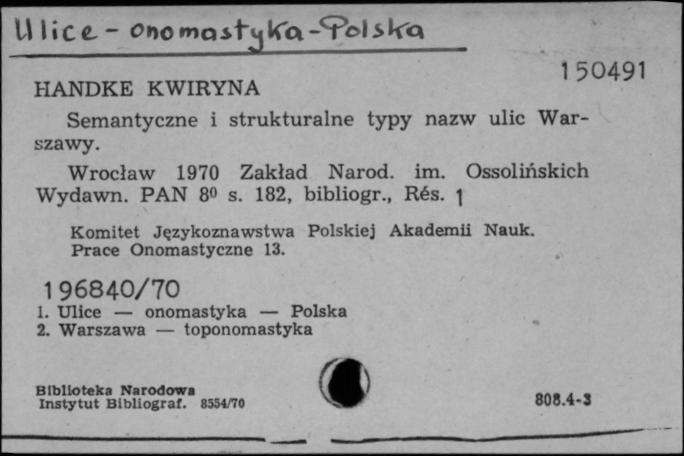 Ulice - onomastyka - Polska
150491
HANDKE KWIRYNA
Semantyczne i strukturalne typy nazw ulic War-
szawy.
Wrocław 1970 Zakład Narod. im. Ossolińskich
Wydawn. PAN 8⁰ s. 182, bibliogr., Rés. 1
Komitet Językoznawstwa Polskiej Akademii Nauk.
Prace Onomastyczne 13.
196840/70
1. Ulice — onomastyka — Polska
2. Warszawa — toponomastyka
Biblioteka Narodowa
Instytut Bibliograf. 8554/70
808.4-3